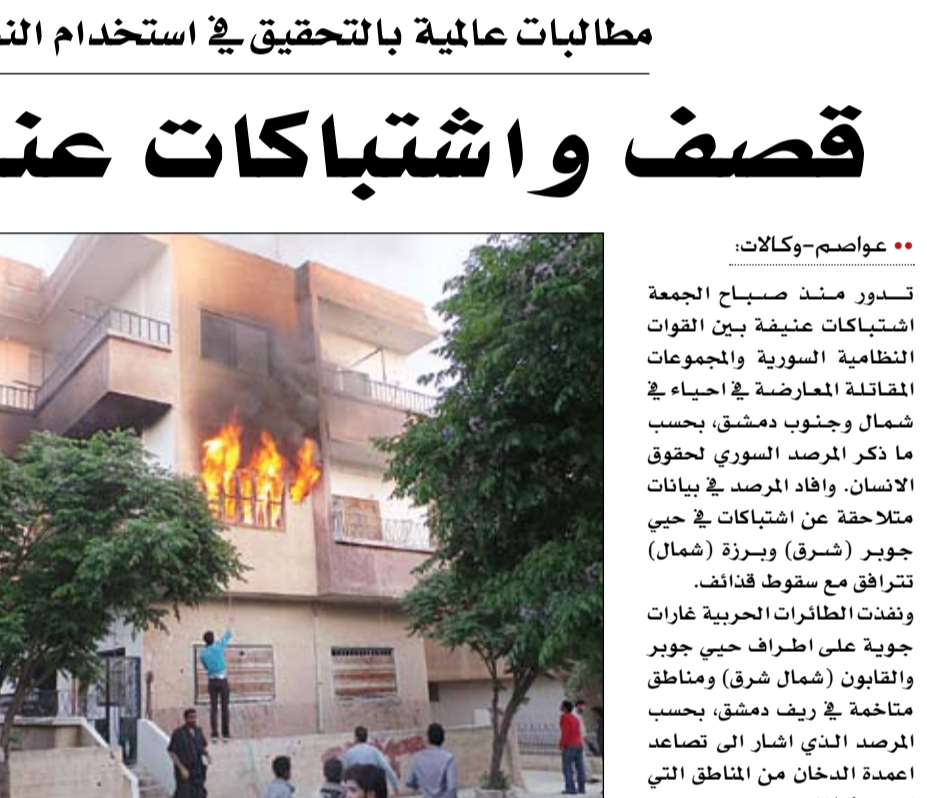 مطالبات عالمية بالتحقيق في استخدام
قصف واشتباكات
•• عواصم-وكالات:
تدور منذ صباح الجمعة
اشتباكات عنيفة بين القوات
النظامية السورية والمجموعات
المقاتلة المعارضة في احياء في
شمال وجنوب دمشق، بحسب
ما ذكر المرصد السوري لحقوق
الانسان. وافاد المرصد في بيانات
متلاحقة عن اشتباكات في حيي
جوبر (شرق) وبرزة (شمال)
تترافق مع سقوط قذائف.
ونفذت الطائرات الحربية غارات
جوية على اطراف حيي جوبر
والقابون (شمال شرق) ومناطق
متاخمة في ريف دمشق، بحسب
المرصد الذي اشار الى تصاعد
اعمدة الدخان من المناطق التي